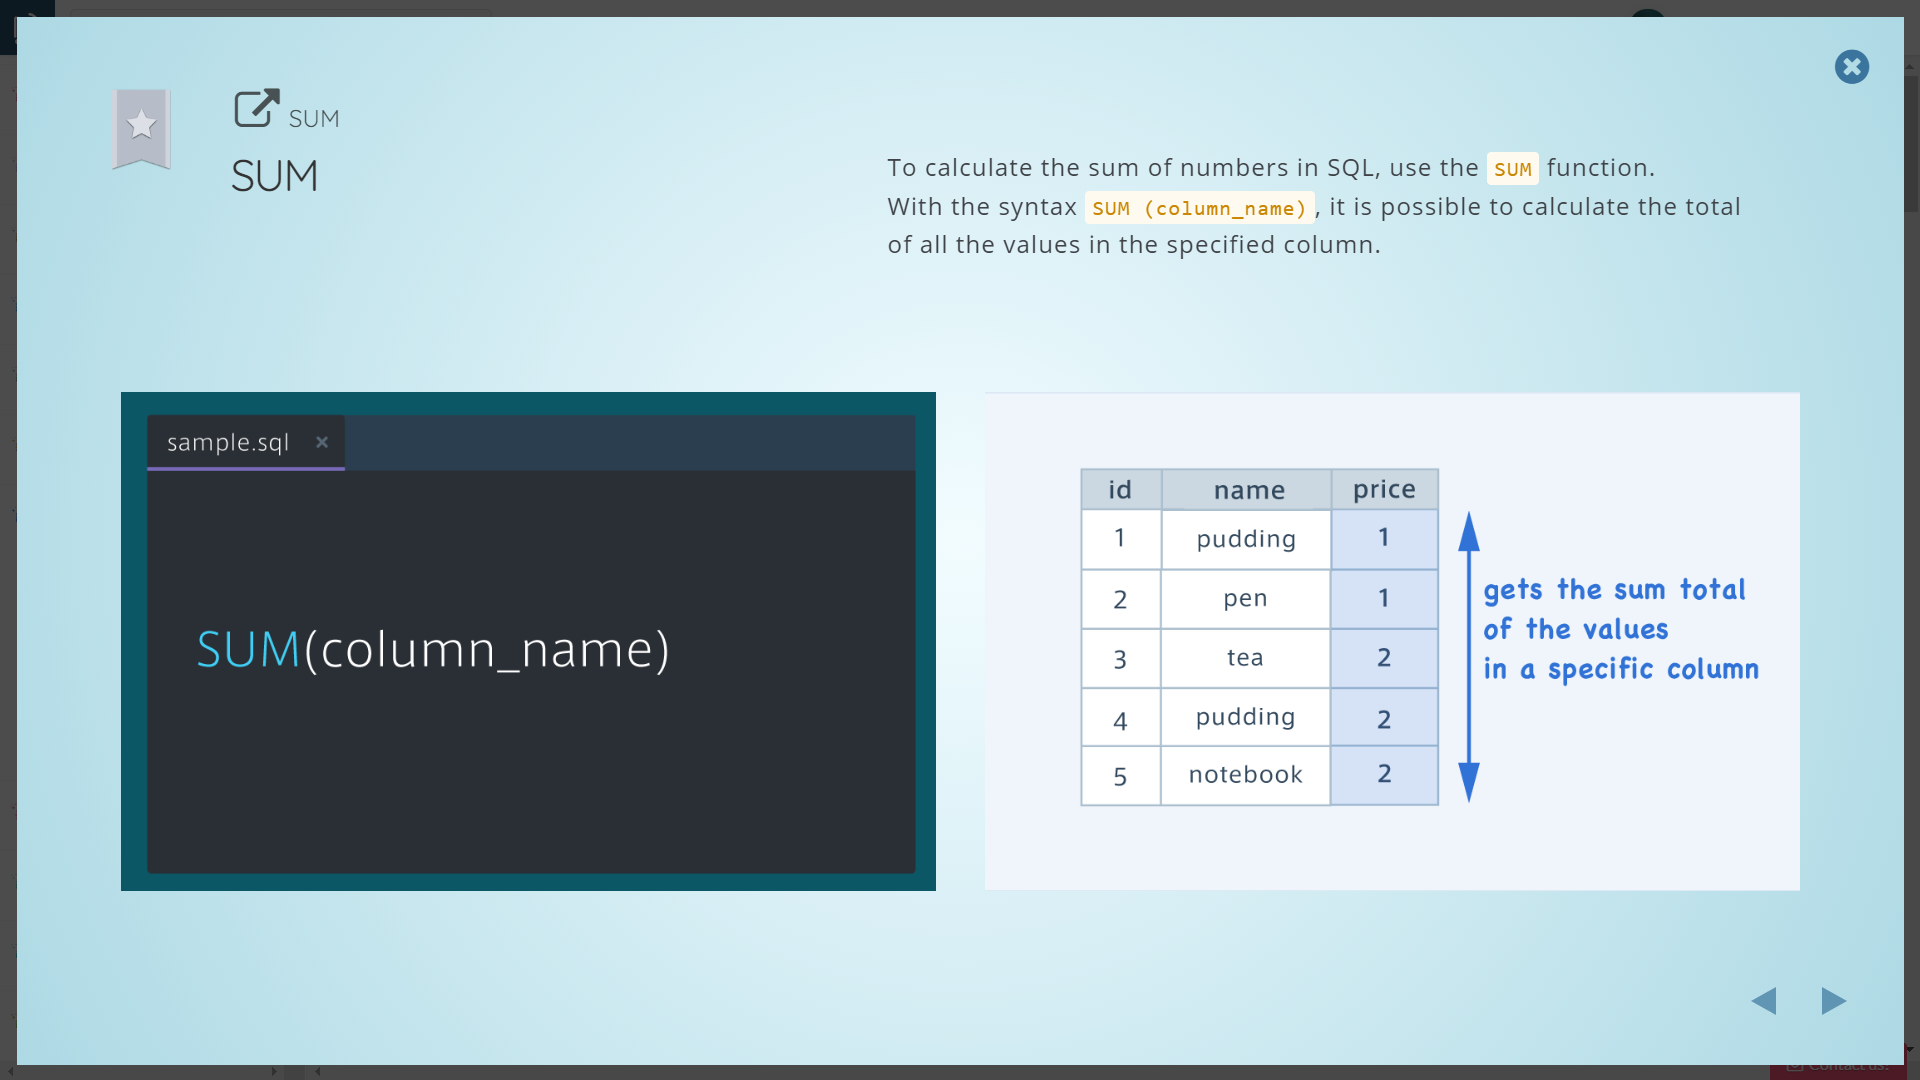 SUM
SUM
To calculate the sum of numbers in SQL, use the SUM function.
With the syntax SUM (column_name), it is possible to calculate the total
of all the values in the specified column.
sample.sql ×
SUM(column_name)
id name price
1 pudding 1
2 pen 1
3 tea 2
4 pudding 2
5 notebook 2
gets the sum total
of the values
in a specific column
Contact us!